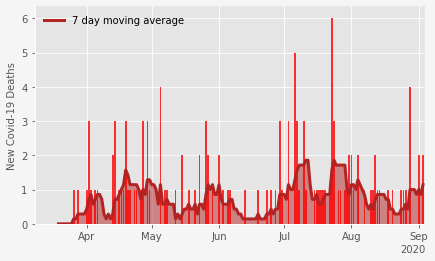 7 day moving average
New Covid-19 Deaths
6
5
4
3
2
1
0
Apr
May
Jun
Jul
Aug
Sep
2020